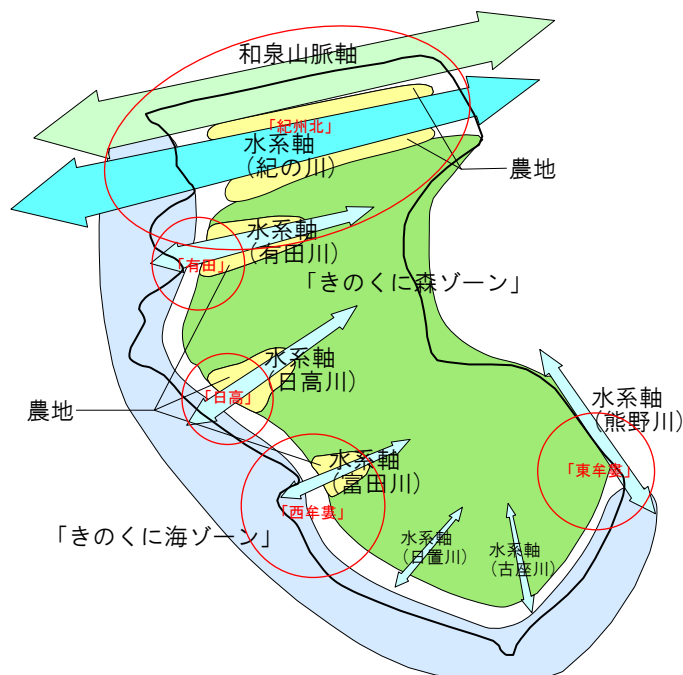 和泉山脈軸
「紀州北」
水系軸
(紀の川)
農地
水系軸
(有田川)
「有田」
「きのくに森ゾーン」
水系軸
日高川)
「日高」
農地
水系軸
(熊野川)
水系軸
(富田川)
「東牟婁」
「西牟婁」
「きのくに海ゾーン」
水系軸
(日置川)
水系軸
(古座川)